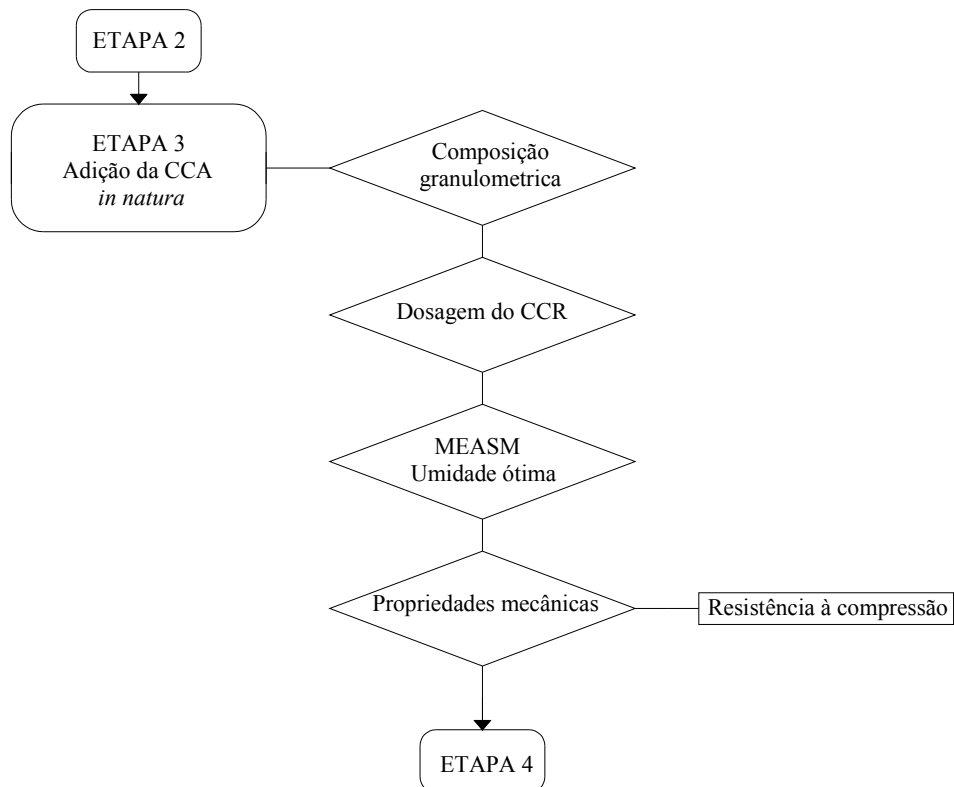 ETAPA 2
ETAPA 3
Adição da CCA
in natura
Composição
granulometrica
Dosagem do CCR
MEASM
Umidade ótima
Propriedades mecânicas
Resistência à compressão
ETAPA 4